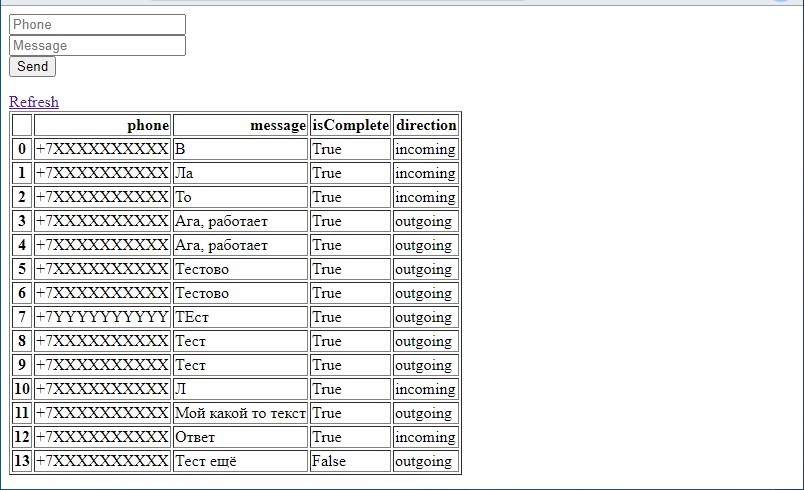 Phone
Message
Send
Refresh
phone message isComplete direction
0 +7XXXXXXXXXX В True incoming
1 +7XXXXXXXXXX Ла True incoming
2 +7XXXXXXXXXX То True incoming
3 +7XXXXXXXXXX Ага, работает True outgoing
4 +7XXXXXXXXXX Ага, работает True outgoing
5 +7XXXXXXXXXX Тестово True outgoing
6 +7XXXXXXXXXX Тестово True outgoing
7 +7YYYYYYYYYY ТЕст True outgoing
8 +7XXXXXXXXXX Тест True outgoing
9 +7XXXXXXXXXX Тест True outgoing
10 +7XXXXXXXXXX Л True incoming
11 +7XXXXXXXXXX Мой какой то текст True outgoing
12 +7XXXXXXXXXX Ответ True incoming
13 +7XXXXXXXXXX Тест ещё False outgoing